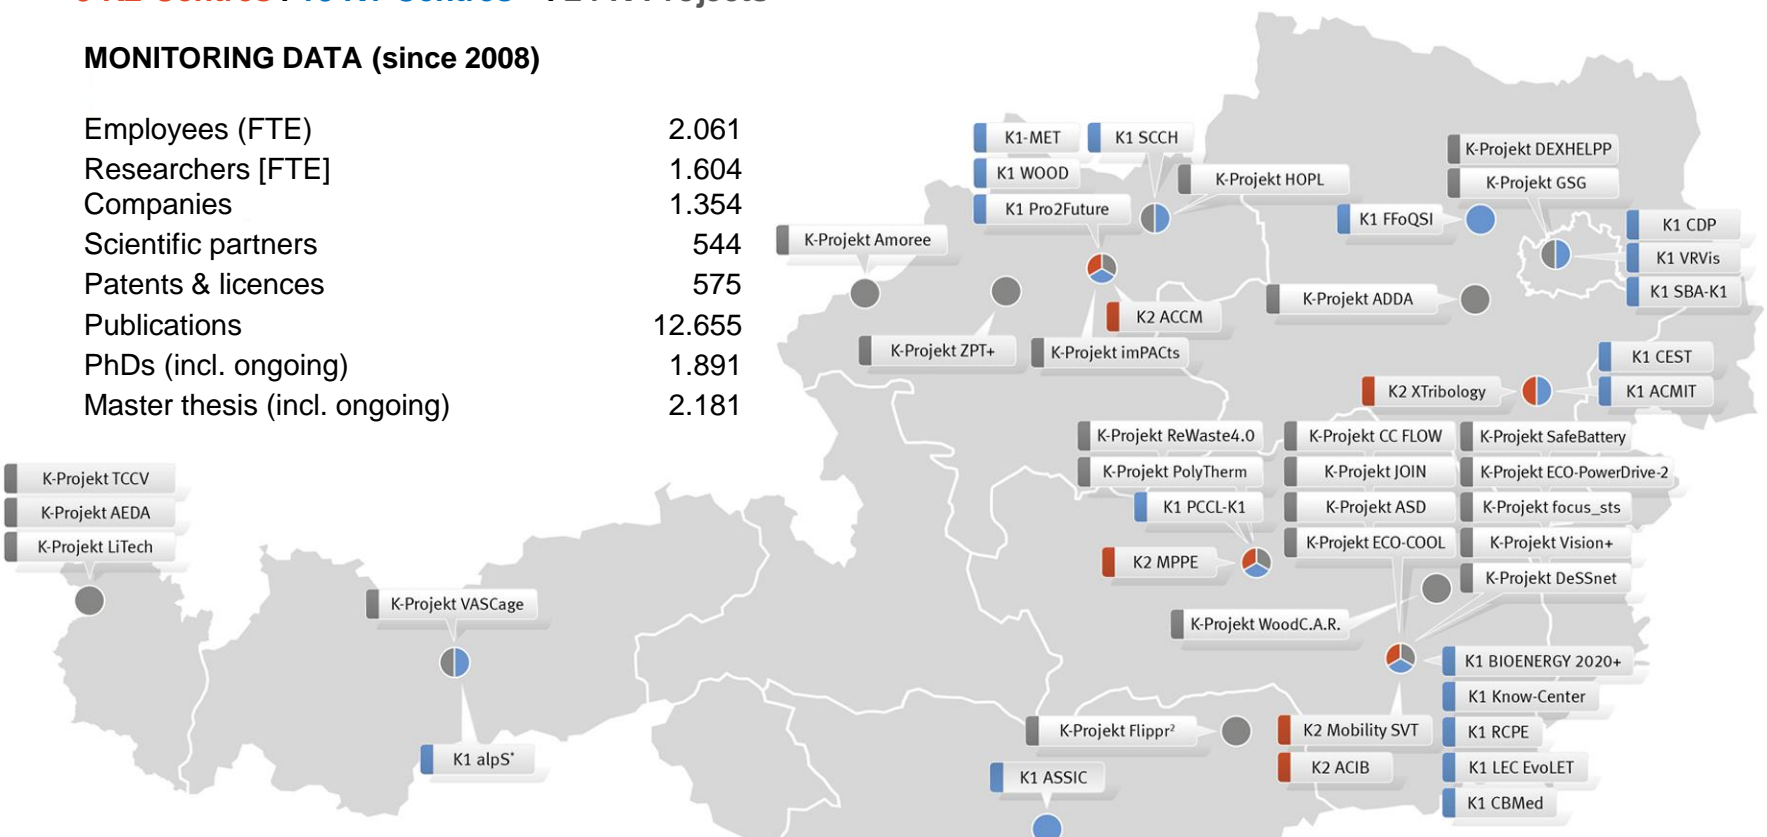 MONITORING DATA (since 2008)
Employees (FTE) 2.061
Researchers [FTE] 1.604
Companies 1.354
Scientific partners 544
Patents & licences 575
Publications 12.655
PhDs (incl. ongoing) 1.891
Master thesis (incl. ongoing) 2.181
K1-MET
K1 SCCH
K1 WOOD
K-Projekt HOPL
K1 Pro2Future
K-Projekt DEXHELPP
K-Projekt GSG
K1 FFoQSI
K1 CDP
K1 VRVis
K1 SBA-K1
K-Projekt Amoree
K-Projekt ADDA
K2 ACCM
K-Projekt ZPT+
K-Projekt imPACts
K1 CEST
K2 XTribology
K1 ACMIT
K-Projekt ReWaste4.0
K-Projekt CC FLOW
K-Projekt SafeBattery
K-Projekt PolyTherm
K-Projekt JOIN
K-Projekt ECO-PowerDrive-2
K1 PCCL-K1
K-Projekt ASD
K-Projekt focus_sts
K-Projekt ECO-COOL
K-Projekt Vision+
K2 MPPE
K-Projekt DeSSnet
K-Projekt WoodC.A.R.
K-Projekt TCCV
K-Projekt AEDA
K-Projekt LiTech
K-Projekt VASCage
K1 alpS*
K1 BIOENERGY 2020+
K1 Know-Center
K-Projekt Flippr²
K2 Mobility SVT
K1 RCPE
K1 ASSIC
K2 ACIB
K1 LEC EvoLET
K1 CBMed